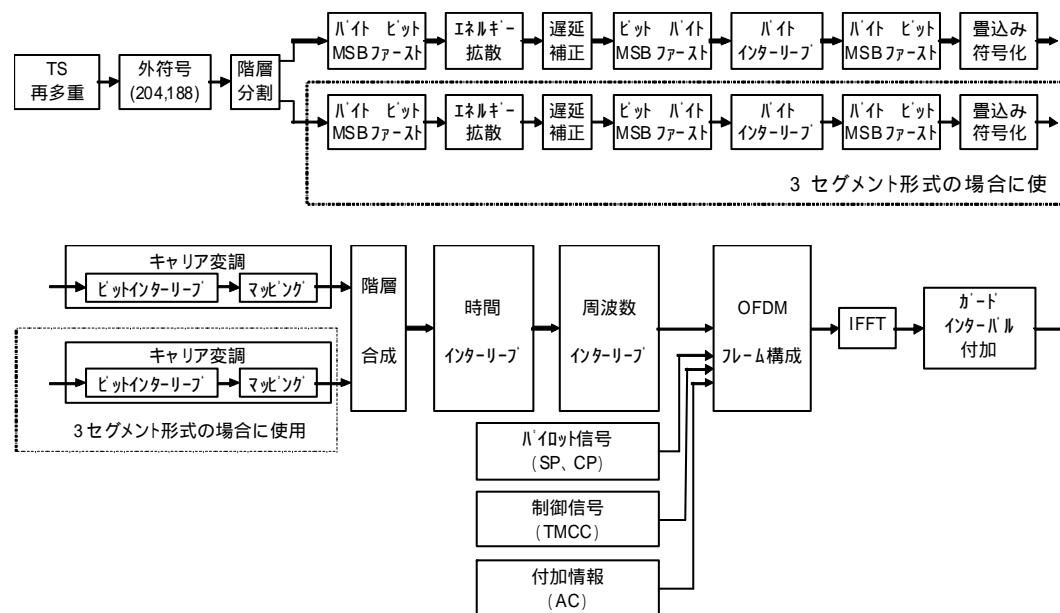 TS
再多重
外符号
(204,188)
階層
分割
ﾊﾞｲﾄ ﾋﾞｯﾄ
MSBﾌｧｰｽﾄ
ｴﾈﾙｷﾞｰ
拡散
遅延
補正
ﾋﾞｯﾄ ﾊﾞｲﾄ
MSBﾌｧｰｽﾄ
ﾊﾞｲﾄ
ｲﾝﾀｰﾘｰﾌﾞ
ﾊﾞｲﾄ ﾋﾞｯﾄ
MSBﾌｧｰｽﾄ
畳込み
符号化
ﾊﾞｲﾄ ﾋﾞｯﾄ
MSBﾌｧｰｽﾄ
ｴﾈﾙｷﾞｰ
拡散
遅延
補正
ﾋﾞｯﾄ ﾊﾞｲﾄ
MSBﾌｧｰｽﾄ
ﾊﾞｲﾄ
ｲﾝﾀｰﾘｰﾌﾞ
ﾊﾞｲﾄ ﾋﾞｯﾄ
MSBﾌｧｰｽﾄ
畳込み
符号化
3 セグメント形式の場合に使
キャリア変調
ﾋﾞｯﾄｲﾝﾀｰﾘｰﾌﾞ
ﾏｯﾋﾟﾝｸﾞ
キャリア変調
ﾋﾞｯﾄｲﾝﾀｰﾘｰﾌﾞ
ﾏｯﾋﾟﾝｸﾞ
3セグメント形式の場合に使用
階層
合成
時間
ｲﾝﾀｰﾘｰﾌﾞ
周波数
ｲﾝﾀｰﾘｰﾌﾞ
OFDM
ﾌﾚｰﾑ構成
IFFT
ｶﾞｰﾄﾞ
ｲﾝﾀｰﾊﾞﾙ
付加
ﾊﾟｲﾛｯﾄ信号
(SP、CP)
制御信号
(TMCC)
付加情報
(AC)